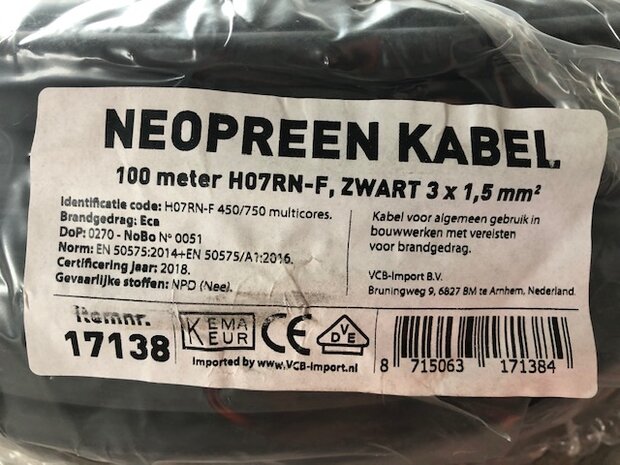 NEOPREEN KABEL
100 meter H07RN-F, ZWART 3 x 1,5 mm²
Identificatie code: H07RN-F 450/750 multicores.
Brandgedrag: Eca
DoP: 0270 - NoBo Nº 0051
Norm: EN 50575:2014+EN 50575/A1:2016.
Certificering jaar: 2018.
Gevaarlijke stoffen: NPD (Nee).
Kabel voor algemeen gebruik in
bouwwerken met vereisten
voor brandgedrag.
VCB-Import B.V.
Bruningweg 9, 6827 BM te Arnhem, Nederland.
Itemnr.
17138
KEMA
KEUR
CE
DVE
Imported by www.VCB-Import.nl
8 715063 171384